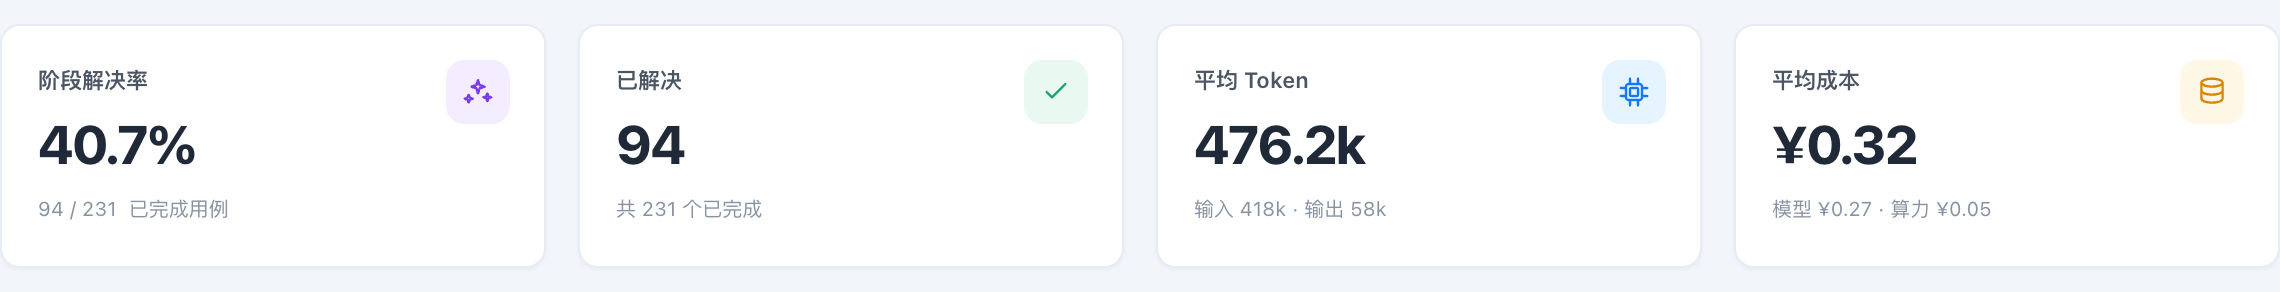 阶段解决率
40.7%
94 / 231 已完成用例
已解决
94
共 231 个已完成
平均 Token
476.2k
输入 418k · 输出 58k
平均成本
¥0.32
模型 ¥0.27 · 算力 ¥0.05